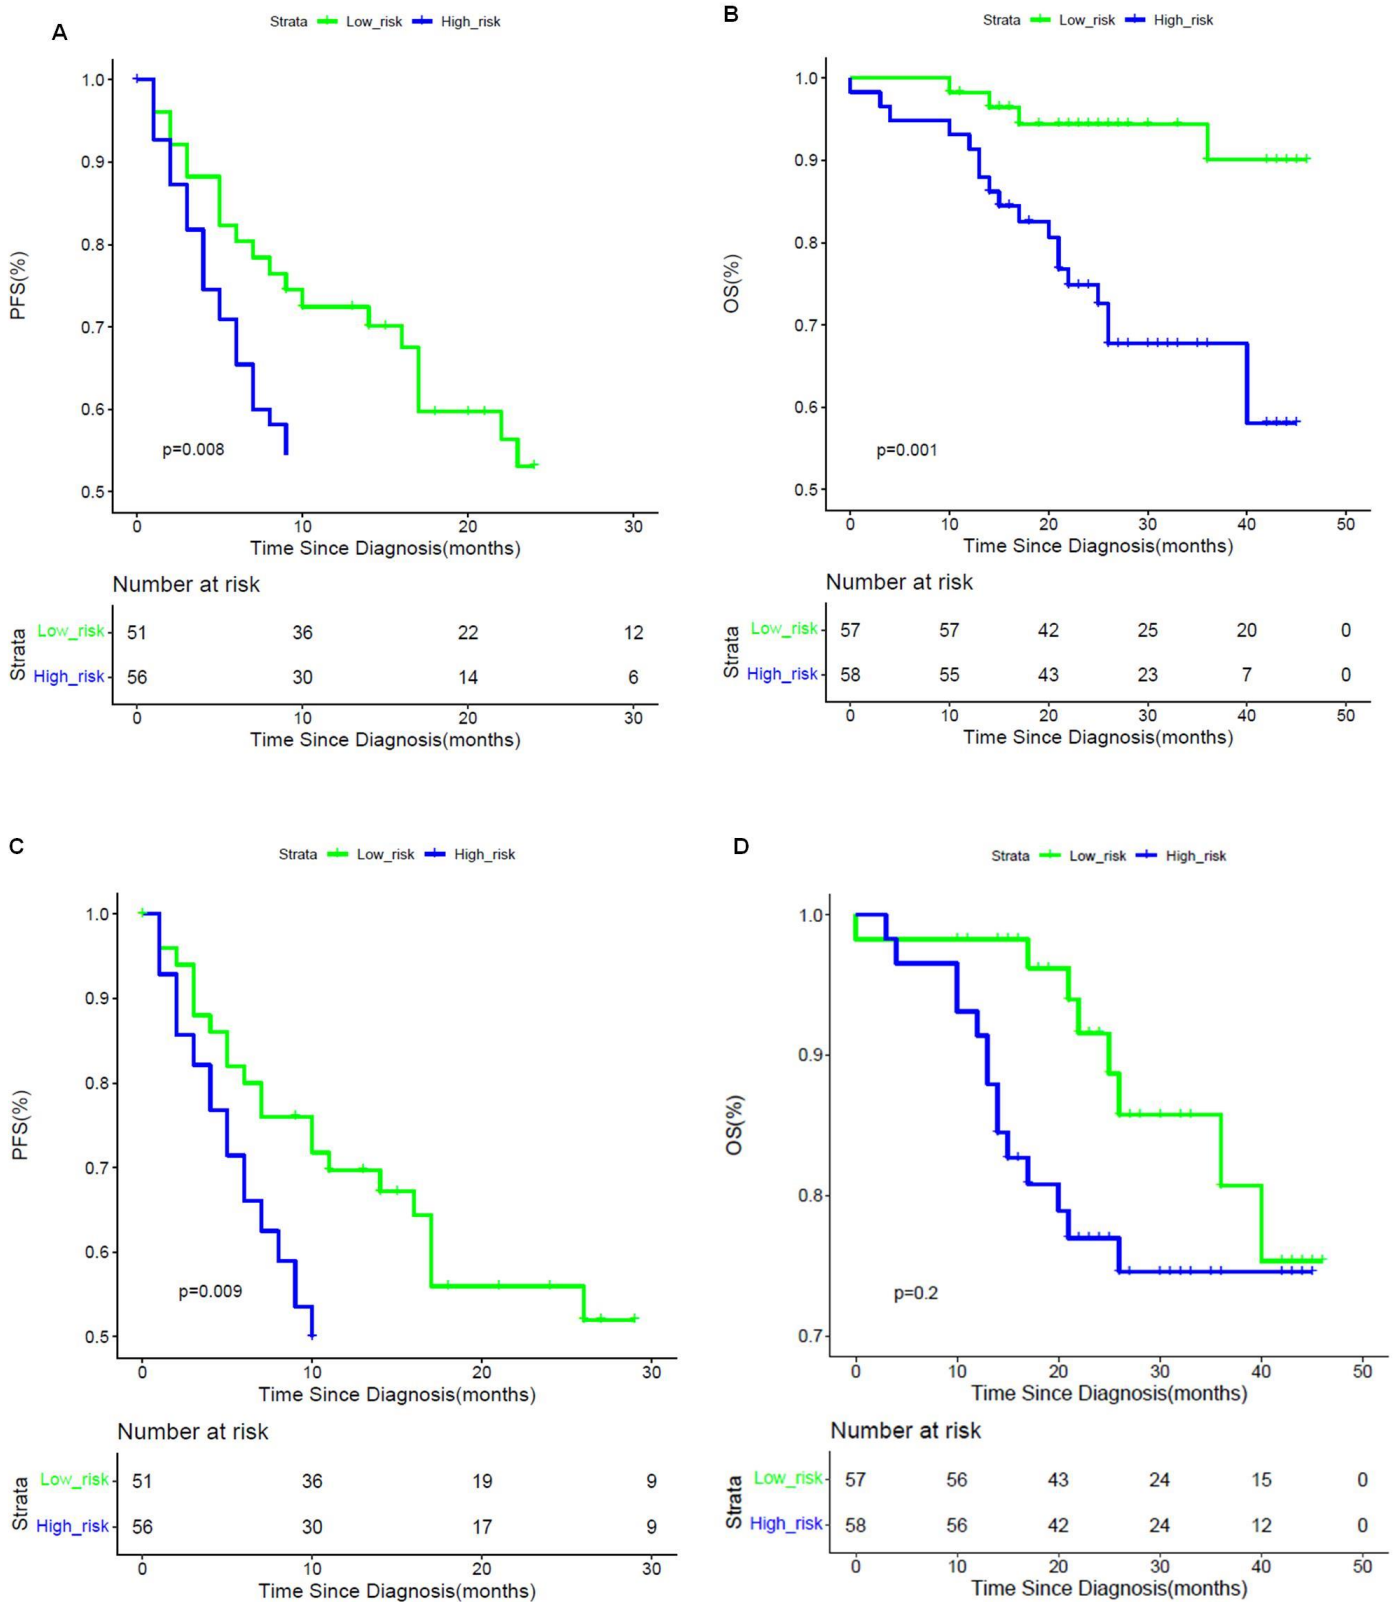 A
Strata Low_risk High_risk
PFS(%)
1.0
0.9
0.8
0.7
0.6
0.5
p=0.008
0 10 20 30
Time Since Diagnosis(months)
Number at risk
Strata
Low_risk 51 36 22 12
High_risk 56 30 14 6
0 10 20 30
Time Since Diagnosis(months)
B
Strata Low_risk High_risk
OS(%)
1.0
0.9
0.8
0.7
0.6
0.5
p=0.001
0 10 20 30 40 50
Time Since Diagnosis(months)
Number at risk
Strata
Low_risk 57 57 42 25 20 0
High_risk 58 55 43 23 7 0
0 10 20 30 40 50
Time Since Diagnosis(months)
C
Strata Low_risk High_risk
PFS(%)
1.0
0.9
0.8
0.7
0.6
0.5
p=0.009
0 10 20 30
Time Since Diagnosis(months)
Number at risk
Strata
Low_risk 51 36 19 9
High_risk 56 30 17 9
0 10 20 30
Time Since Diagnosis(months)
D
Strata Low_risk High_risk
OS(%)
1.0
0.9
0.8
0.7
p=0.2
0 10 20 30 40 50
Time Since Diagnosis(months)
Number at risk
Strata
Low_risk 57 56 43 24 15 0
High_risk 58 56 42 24 12 0
0 10 20 30 40 50
Time Since Diagnosis(months)